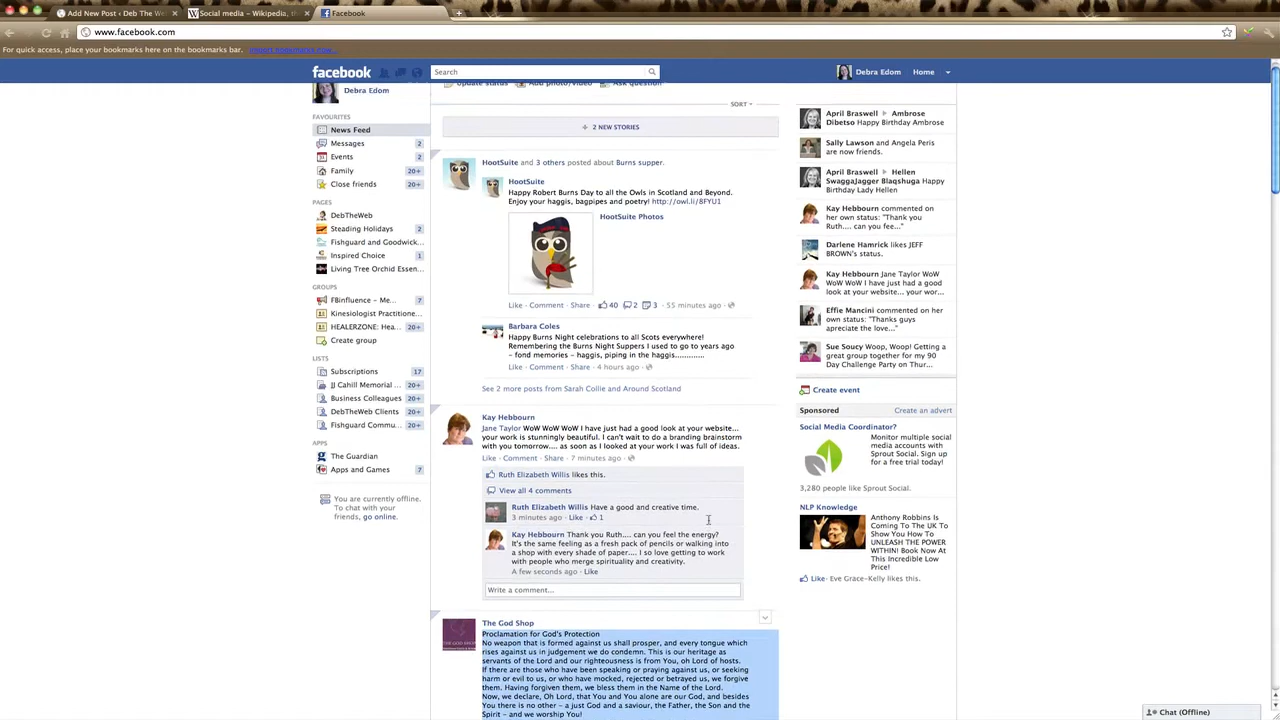 Add New Post ‹ Deb The We
Social media – Wikipedia, th
Facebook
www.facebook.com
For quick access, place your bookmarks here on the bookmarks bar. Import bookmarks now...
facebook
Search
Debra Edom
Home
Debra Edom
FAVOURITES
News Feed
Messages 2
Events 2
Family 20+
Close friends 20+
PAGES
DebTheWeb
Steading Holidays 2
Fishguard and Goodwick...
Inspired Choice 1
Living Tree Orchid Essen...
GROUPS
FBinfluence – Me... 7
Kinesiologist Practitione...
HEALERZONE: Hea... 20+
Create group
LISTS
Subscriptions 17
JJ Cahill Memorial ... 20+
Business Colleagues 20+
DebTheWeb Clients 20+
Fishguard Commu... 20+
APPS
The Guardian
Apps and Games 7
You are currently offline.
To chat with your
friends, go online.
Update status Add photo/video Ask question
SORT
2 NEW STORIES
HootSuite and 3 others posted about Burns supper.
HootSuite
Happy Robert Burns Day to all the Owls in Scotland and Beyond.
Enjoy your haggis, bagpipes and poetry! http://owl.li/8FYU1
HootSuite Photos
Like · Comment · Share · 40 2 3 · 55 minutes ago ·
Barbara Coles
Happy Burns Night celebrations to all Scots everywhere!
Remembering the Burns Night Suppers I used to go to years ago
– fond memories – haggis, piping in the haggis............
Like · Comment · Share · 4 hours ago ·
See 2 more posts from Sarah Collie and Around Scotland
Kay Hebbourn
Jane Taylor WoW WoW WoW I have just had a good look at your website...
your work is stunningly beautiful. I can't wait to do a branding brainstorm
with you tomorrow.... as soon as I looked at your work I was full of ideas.
Like · Comment · Share · 7 minutes ago ·
Ruth Elizabeth Willis likes this.
View all 4 comments
Ruth Elizabeth Willis Have a good and creative time.
3 minutes ago · Like · 1
Kay Hebbourn Thank you Ruth.... can you feel the energy?
It's the same feeling as a fresh pack of pencils or walking into
a shop with every shade of paper.... I so love getting to work
with people who merge spirituality and creativity.
A few seconds ago · Like
Write a comment...
The God Shop
Proclamation for God's Protection
No weapon that is formed against us shall prosper, and every tongue which
rises against us in judgement we do condemn. This is our heritage as
servants of the Lord and our righteousness is from You, oh Lord of hosts.
If there are those who have been speaking or praying against us, or seeking
harm or evil to us, or who have mocked, rejected or betrayed us, we forgive
them. Having forgiven them, we bless them in the Name of the Lord.
Now, we declare, Oh Lord, that You and You alone are our God, and besides
You there is no other – a just God and a saviour, the Father, the Son and the
Spirit – and we worship You!
April Braswell ▶ Ambrose
Dibetso Happy Birthday Ambrose
Sally Lawson and Angela Peris
are now friends.
April Braswell ▶ Hellen
SwaggaJagger Blaqshuga Happy
Birthday Lady Hellen
Kay Hebbourn commented on
her own status: "Thank you
Ruth.... can you fee..."
Darlene Hamrick likes JEFF
BROWN's status.
Kay Hebbourn Jane Taylor WoW
WoW WoW I have just had a good
look at your website... your wor...
Effie Mancini commented on her
own status: "Thanks guys
apreciate the love..."
Sue Soucy Woop, Woop! Getting a
great group together for my 90
Day Challenge Party on Thur...
Create event
Sponsored
Create an advert
Social Media Coordinator?
Monitor multiple social
media accounts with
Sprout Social. Sign up
for a free trial today!
3,280 people like Sprout Social.
NLP Knowledge
Anthony Robbins Is
Coming To The UK To
Show You How To
UNLEASH THE POWER
WITHIN! Book Now At
This Incredible Low
Price!
Like · Eve Grace-Kelly likes this.
Chat (Offline)